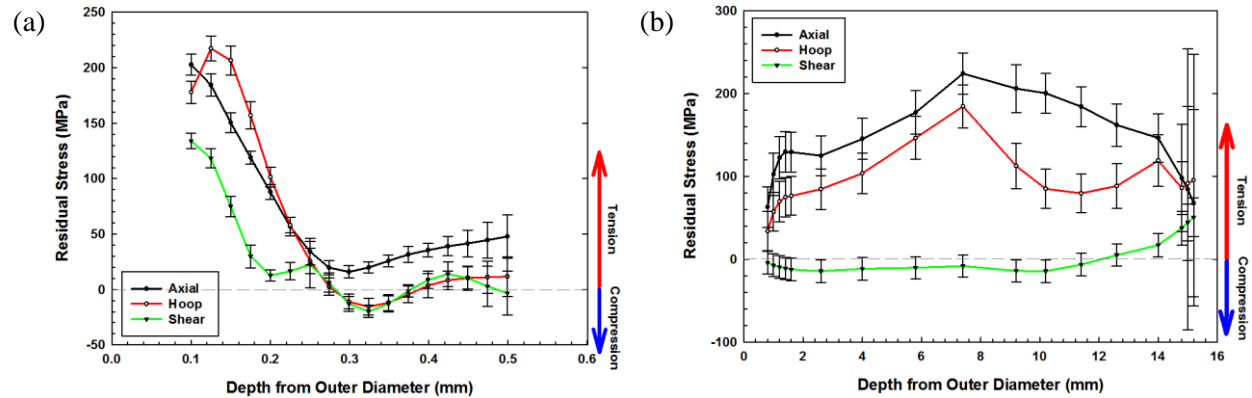 (a)
250
200
150
100
50
0
-50
Residual Stress (MPa)
Axial
Hoop
Shear
0.0 0.1 0.2 0.3 0.4 0.5 0.6
Depth from Outer Diameter (mm)
Tension
Compression
(b)
300
200
100
0
-100
Residual Stress (MPa)
Axial
Hoop
Shear
0 2 4 6 8 10 12 14 16
Depth from Outer Diameter (mm)
Tension
Compression